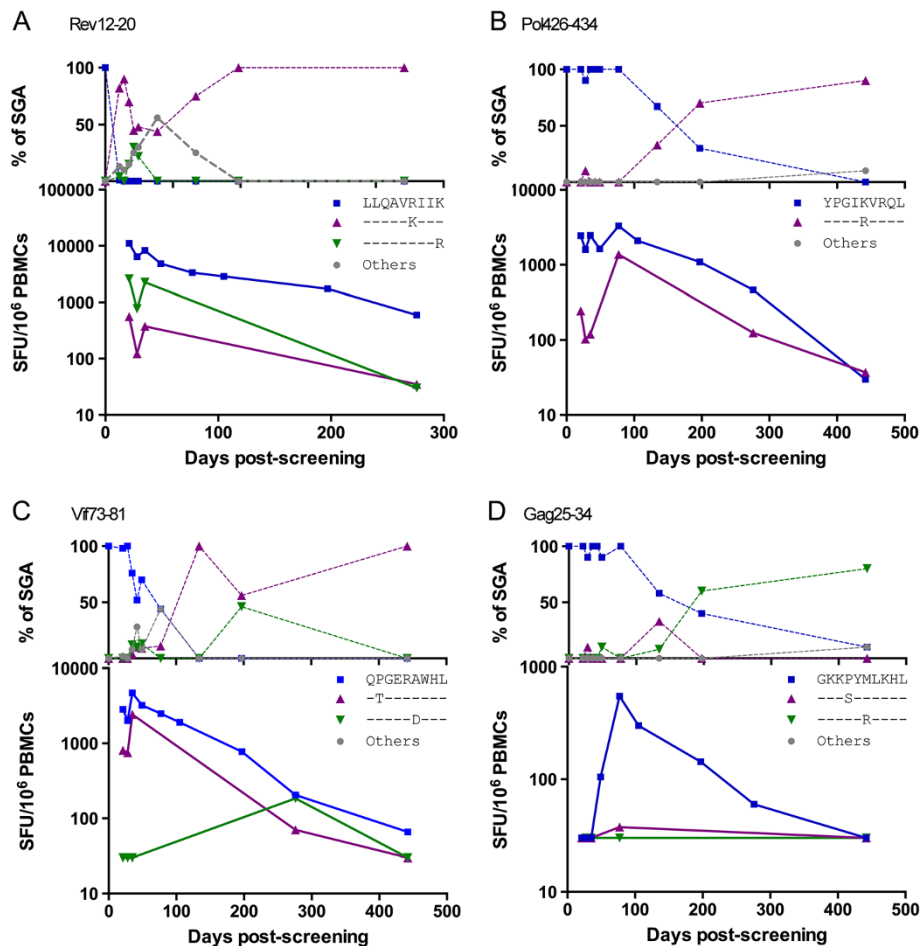 A Rev12-20
% of SGA
100
50
SFU/10⁶ PBMCs
100000
10000
1000
100
10
LLQAVRIIK
-----K---
--------R
Others
0 100 200 300
Days post-screening
B Pol426-434
% of SGA
100
50
SFU/10⁶ PBMCs
10000
1000
100
10
YPGIKVRQL
-----R---
Others
0 100 200 300 400 500
Days post-screening
C Vif73-81
% of SGA
100
50
SFU/10⁶ PBMCs
10000
1000
100
10
QPGERAWHL
-T-------
-----D---
Others
0 100 200 300 400 500
Days post-screening
D Gag25-34
% of SGA
100
50
SFU/10⁶ PBMCs
1000
100
10
GKKPYMLKHL
---S------
-----R----
Others
0 100 200 300 400 500
Days post-screening